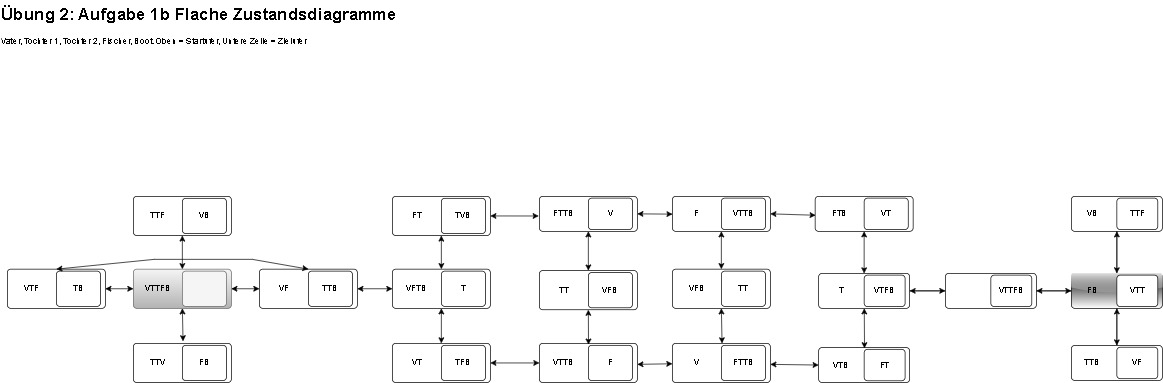 Übung 2: Aufgabe 1b Flache Zustandsdiagramme
Vater, Tochter 1, Tochter 2, Fischer, Boot. Oben = Startufer, Untere Zeile = Zielufer
TTF VB
FT TVB
FTTB V
F VTTB
FTB VT
VB TTF
VTF TB
VTTFB
VF TTB
VFTB T
TT VFB
VFB TT
T VTFB
VTTFB
FB VTT
TTV FB
VT TFB
VTTB F
V FTTB
VTB FT
TTB VF